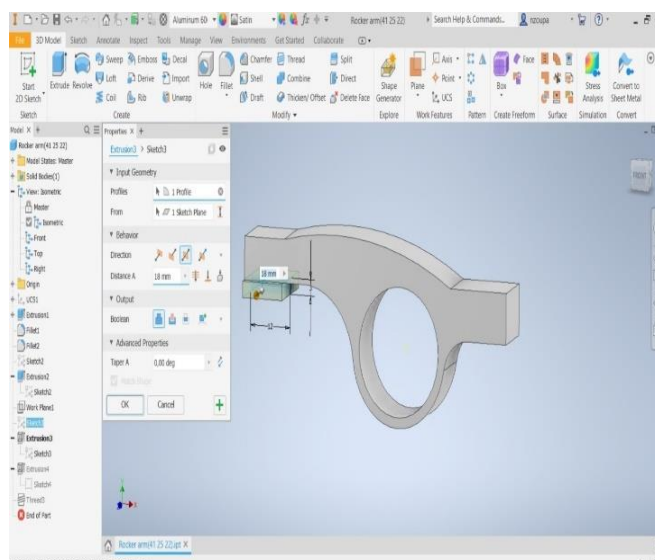 Aluminum 6D
Satin
fx
Rocker arm(41 25 22)
Search Help & Commands...
nzoupa
File 3D Model Sketch Annotate Inspect Tools Manage View Environments Get Started Collaborate
Start
2D Sketch
Extrude Revolve
Sweep Emboss Decal
Loft Derive Import
Coil Rib Unwrap
Hole Fillet
Chamfer Thread Split
Shell Combine Direct
Draft Thicken/ Offset Delete Face
Shape
Generator
Plane
Axis
Point
UCS
Box
Face
Stress
Analysis
Convert to
Sheet Metal
Sketch Create Modify Explore Work Features Pattern Create Freeform Surface Simulation Convert
Model X +
Rocker arm(41 25 22)
Model States: Master
Solid Bodies(1)
View: Isometric
Master
Isometric
Front
Top
Right
Origin
UCS1
Extrusion1
Fillet1
Fillet2
Sketch2
Extrusion2
Sketch2
Work Plane1
Sketch3
Extrusion3
Sketch3
Extrusion4
Sketch4
Thread3
End of Part
Properties X +
Extrusion3 > Sketch3
Input Geometry
Profiles 1 Profile
From 1 Sketch Plane
Behavior
Direction
Distance A 18 mm
Output
Boolean
Advanced Properties
Taper A 0,00 deg
Match Shape
OK Cancel +
18 mm
12
FRONT
Rocker arm(41 25 22).ipt X